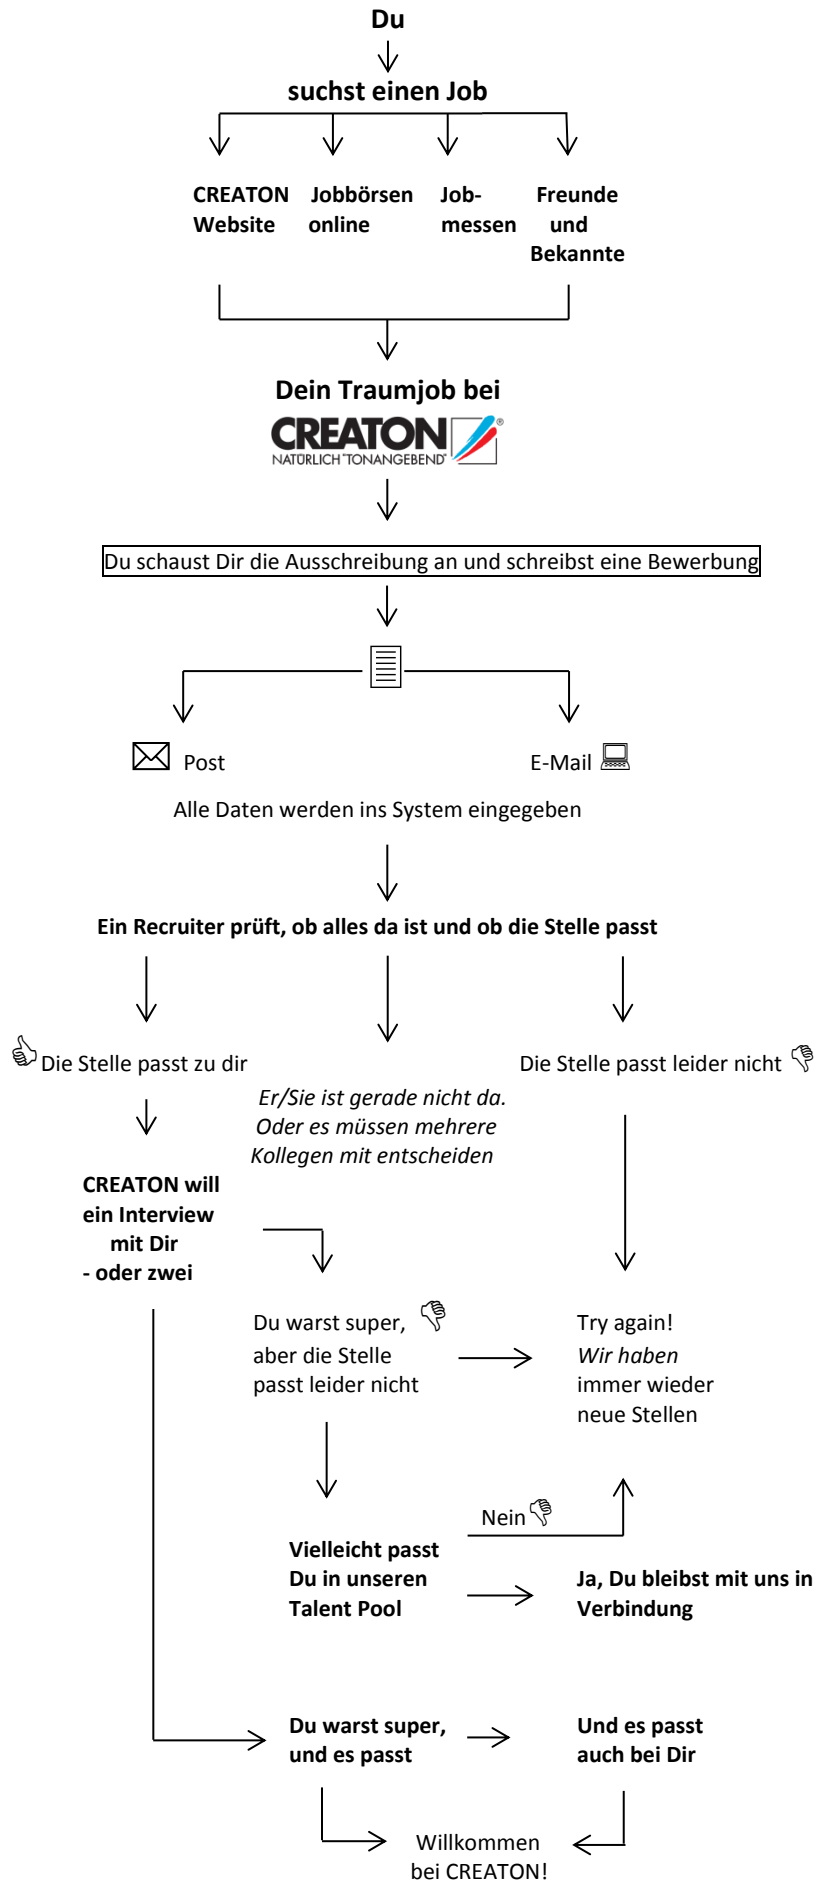 Du
suchst einen Job
CREATON
Website
Jobbörsen
online
Job-
messen
Freunde
und
Bekannte
Dein Traumjob bei
CREATON®
NATÜRLICH "TONANGEBEND"
Du schaust Dir die Ausschreibung an und schreibst eine Bewerbung
Post
E-Mail
Alle Daten werden ins System eingegeben
Ein Recruiter prüft, ob alles da ist und ob die Stelle passt
Die Stelle passt zu dir
Er/Sie ist gerade nicht da.
Oder es müssen mehrere
Kollegen mit entscheiden
Die Stelle passt leider nicht
CREATON will
ein Interview
mit Dir
- oder zwei
Du warst super,
aber die Stelle
passt leider nicht
Try again!
Wir haben
immer wieder
neue Stellen
Nein
Vielleicht passt
Du in unseren
Talent Pool
Ja, Du bleibst mit uns in
Verbindung
Du warst super,
und es passt
Und es passt
auch bei Dir
Willkommen
bei CREATON!